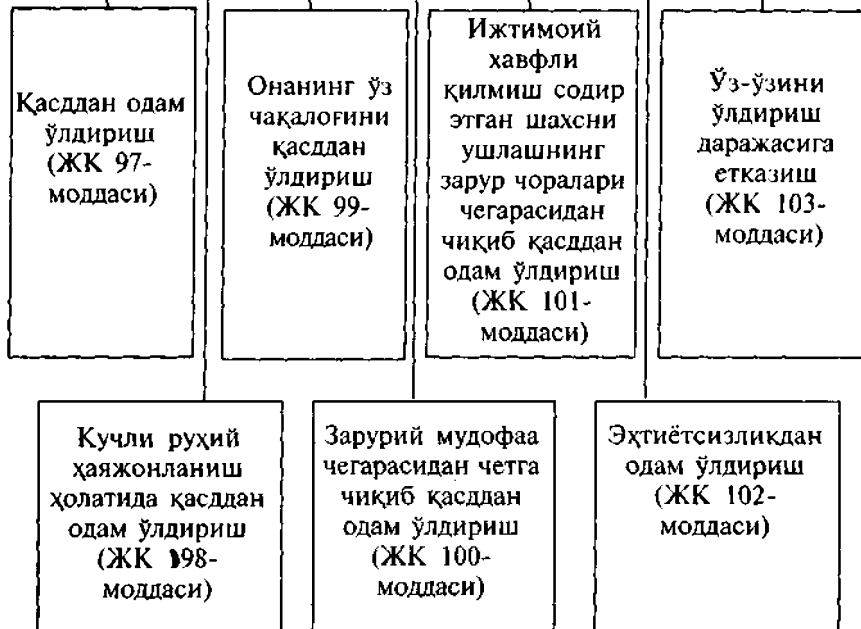 Қасддан одам
ўлдириш
(ЖК 97-
моддаси)
Онанинг ўз
чақалоғини
қасддан
ўлдириш
(ЖК 99-
моддаси)
Ижтимоий
хавфли
қилмиш содир
этган шахсни
ушлашнинг
зарур чоралари
чегарасидан
чиқиб қасддан
одам ўлдириш
(ЖК 101-
моддаси)
Ўз-ўзини
ўлдириш
даражасига
етказиш
(ЖК 103-
моддаси)
Кучли руҳий
ҳаяжонланиш
ҳолатида қасддан
одам ўлдириш
(ЖК 98-
моддаси)
Зарурий мудофаа
чегарасидан четга
чиқиб қасддан
одам ўлдириш
(ЖК 100-
моддаси)
Эҳтиётсизликдан
одам ўлдириш
(ЖК 102-
моддаси)